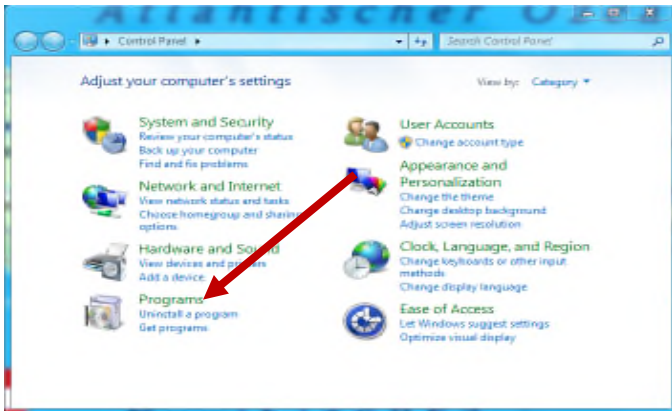 Atlantischer O
Control Panel
Search Control Panel
Adjust your computer's settings
View by: Category
System and Security
Review your computer's status
Back up your computer
Find and fix problems
Network and Internet
View network status and tasks
Choose homegroup and sharing
options
Hardware and Sound
View devices and printers
Add a device
Programs
Uninstall a program
Get programs
User Accounts
Change account type
Appearance and
Personalization
Change the theme
Change desktop background
Adjust screen resolution
Clock, Language, and Region
Change keyboards or other input
methods
Change display language
Ease of Access
Let Windows suggest settings
Optimize visual display